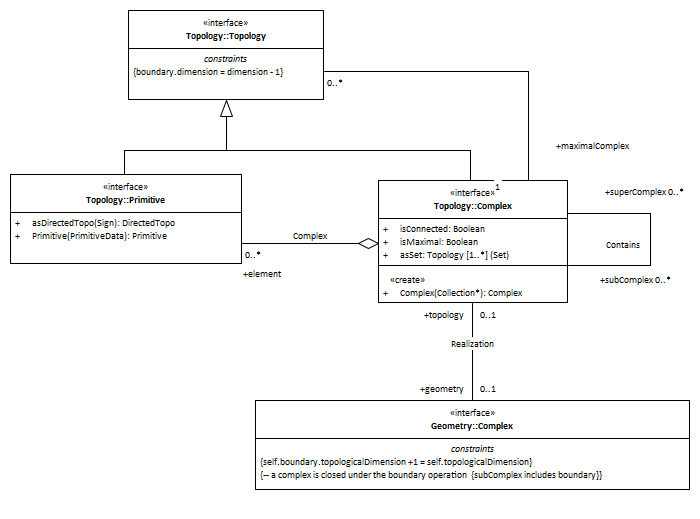 «interface»
Topology::Topology
constraints
{boundary.dimension = dimension - 1}
0..*
+maximalComplex
«interface»
Topology::Primitive
+ asDirectedTopo(Sign): DirectedTopo
+ Primitive(PrimitiveData): Primitive
1
«interface»
Topology::Complex
+ isConnected: Boolean
+ isMaximal: Boolean
+ asSet: Topology [1..*] (Set)
«create»
+ Complex(Collection*): Complex
+superComplex 0..*
Contains
+subComplex 0..*
Complex
0..*
+element
+topology 0..1
Realization
+geometry 0..1
«interface»
Geometry::Complex
constraints
{self.boundary.topologicalDimension +1 = self.topologicalDimension}
{-- a complex is closed under the boundary operation {subComplex includes boundary}}